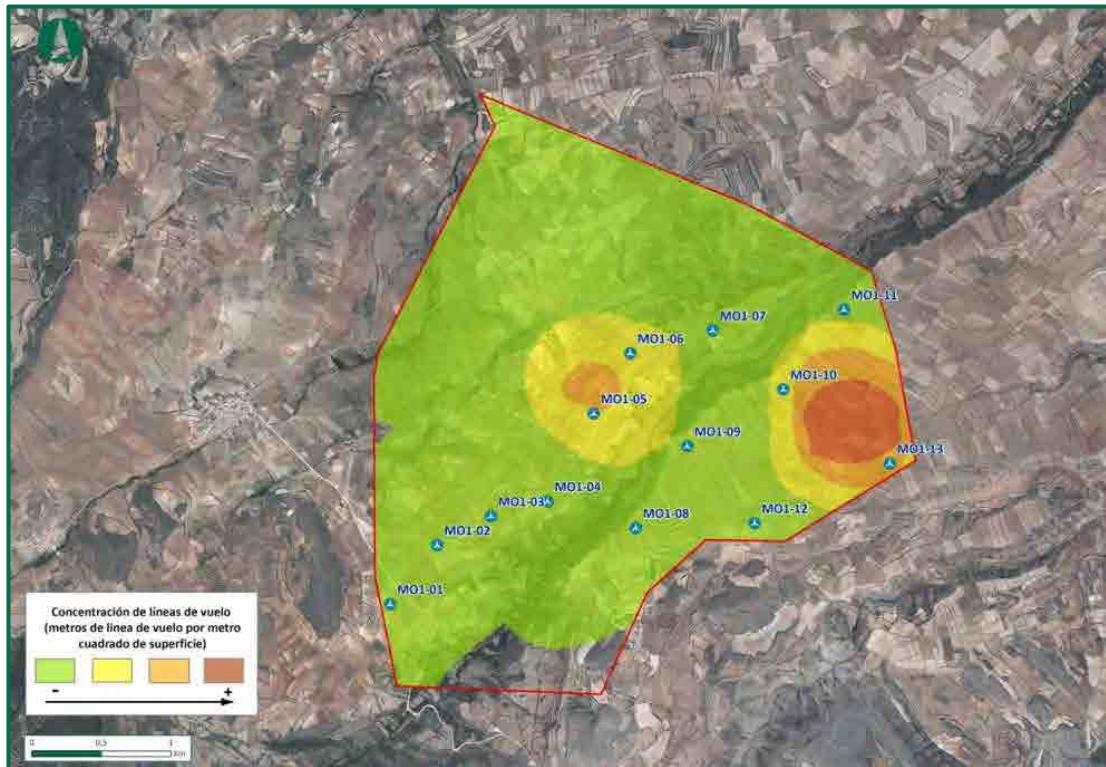 MO1-11
MO1-07
MO1-06
MO1-10
MO1-05
MO1-09
MO1-13
MO1-04
MO1-03
MO1-08
MO1-12
MO1-02
MO1-01
Concentración de líneas de vuelo
(metros de línea de vuelo por metro
cuadrado de superficie)
- +
0 0,5 1
Km